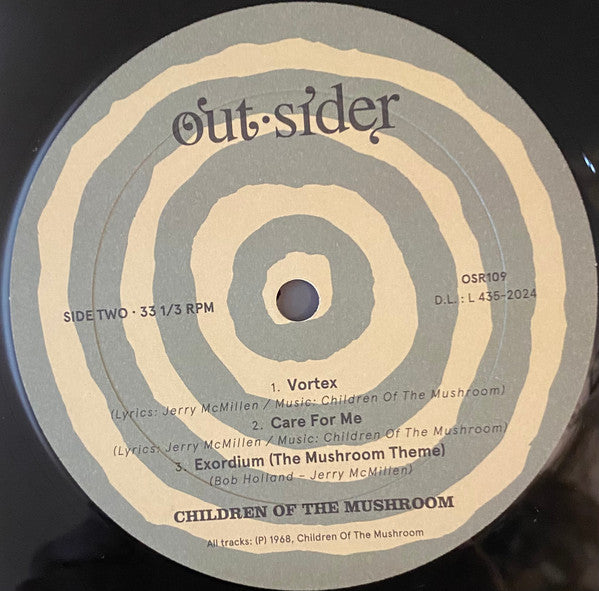 out·sider
OSR109
SIDE TWO · 33 1/3 RPM
D.L. : L 435-2024
1. Vortex
(Lyrics: Jerry McMillen / Music: Children Of The Mushroom)
2. Care For Me
(Lyrics: Jerry McMillen / Music: Children Of The Mushroom)
3. Exordium (The Mushroom Theme)
(Bob Holland – Jerry McMillen)
CHILDREN OF THE MUSHROOM
All tracks: (P) 1968, Children Of The Mushroom